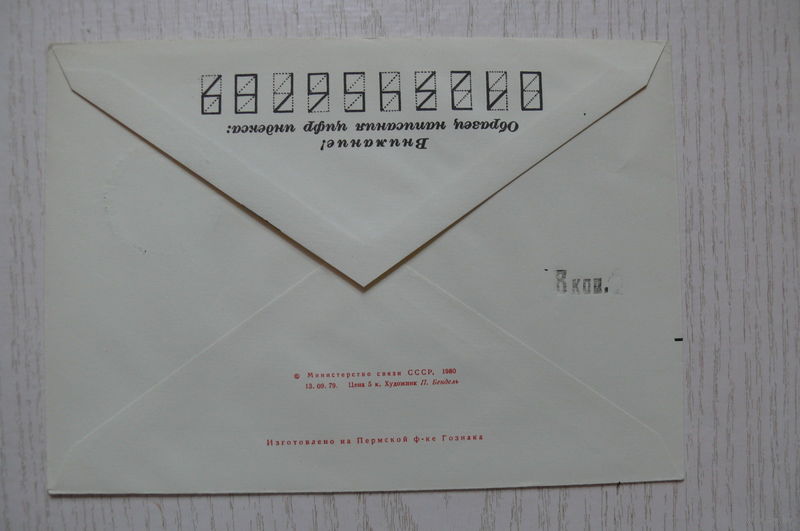 Внимание!
Образец написания цифр индекса:
0123456789
8 коп.
© Министерство связи СССР, 1980
13.09.79. Цена 5 к. Художник П. Бендель
Изготовлено на Пермской ф-ке Гознака